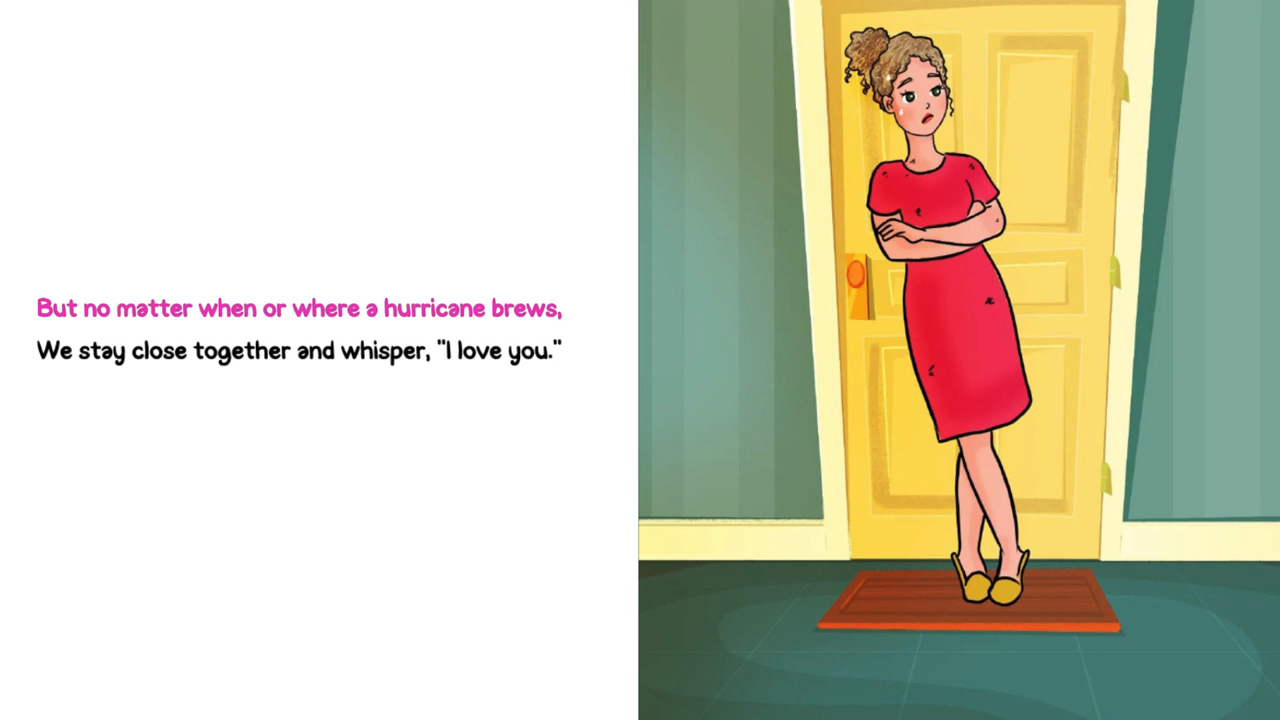 But no matter when or where a hurricane brews,
We stay close together and whisper, "I love you."